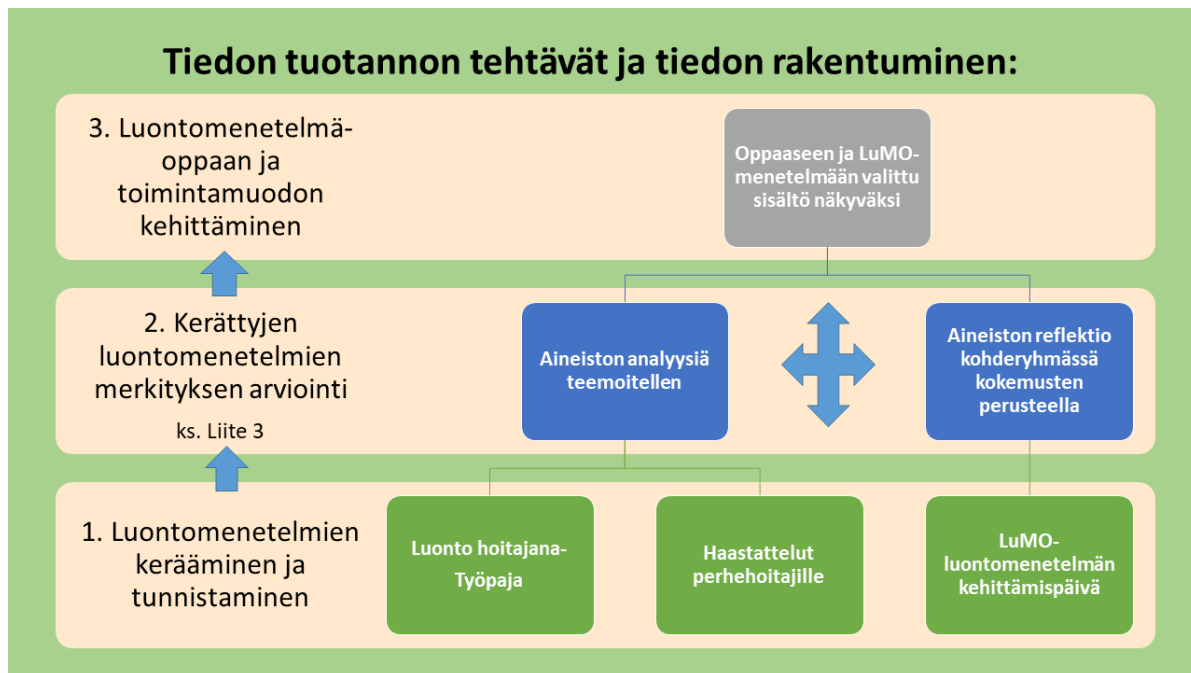 Tiedon tuotannon tehtävät ja tiedon rakentuminen:
3. Luontomenetelmä-
oppaan ja
toimintamuodon
kehittäminen
Oppaaseen ja LuMO-
menetelmään valittu
sisältö näkyväksi
2. Kerättyjen
luontomenetelmien
merkityksen arviointi
ks. Liite 3
Aineiston analyysiä
teemoitellen
Aineiston reflektio
kohderyhmässä
kokemusten
perusteella
1. Luontomenetelmien
kerääminen ja
tunnistaminen
Luonto hoitajana-
Työpaja
Haastattelut
perhehoitajille
LuMO-
luontomenetelmän
kehittämispäivä